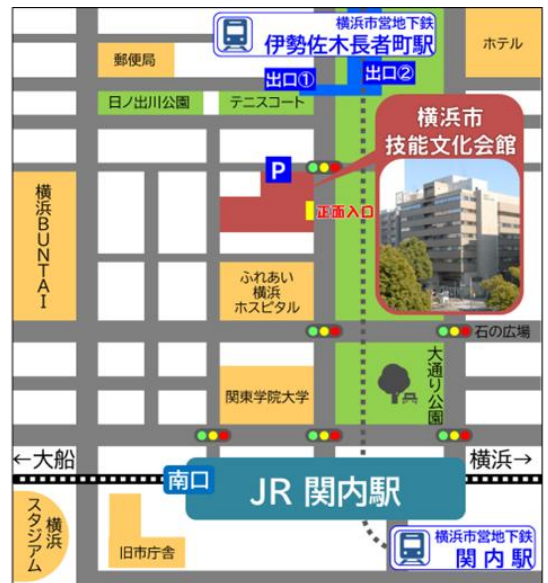 横浜市営地下鉄
伊勢佐木長者町駅
ホテル
郵便局
出口①
出口②
日ノ出川公園
テニスコート
横浜市
技能文化会館
P
正面入口
横浜BUNTAI
ふれあい
横浜
ホスピタル
石の広場
大通り公園
関東学院大学
←大船
横浜→
南口
JR 関内駅
横浜
スタジアム
旧市庁舎
横浜市営地下鉄
関内駅